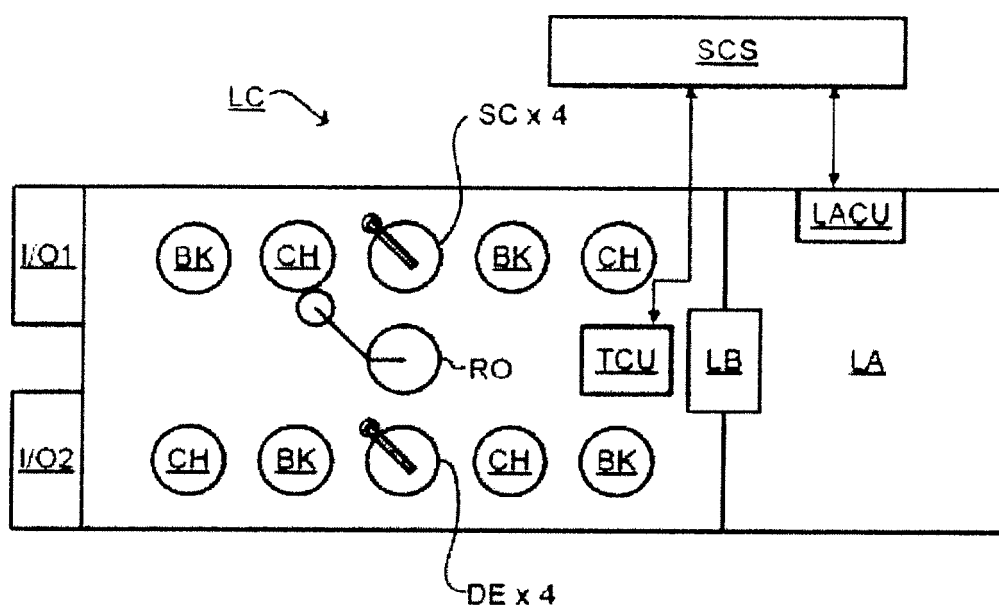 SCS
LC
SC x 4
I/O1
BK
CH
BK
CH
LACU
RO
TCU
LB
LA
I/O2
CH
BK
CH
BK
DE x 4